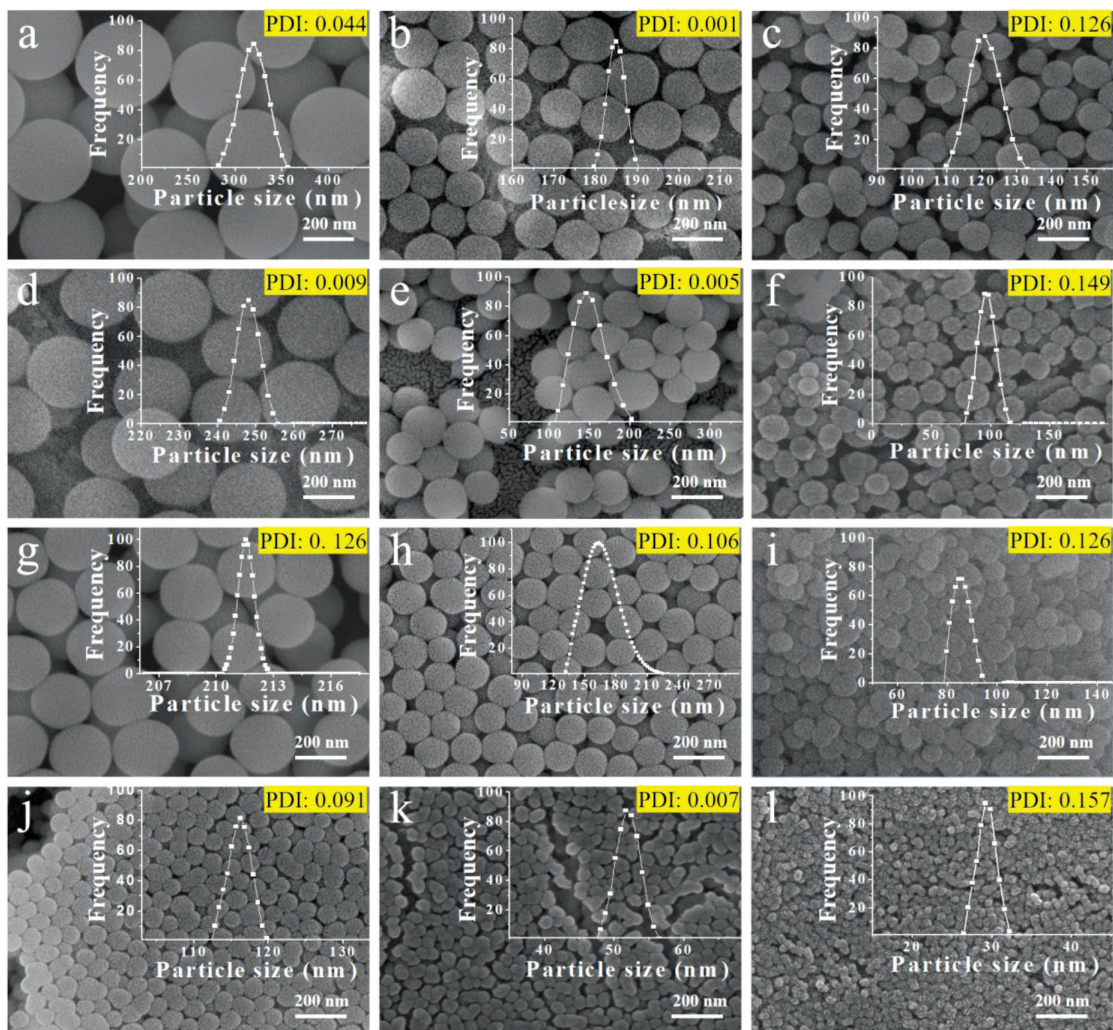 a
PDI: 0.044
100
80
60
40
20
Frequency
200 250 300 350 400
Particle size (nm)
200 nm
b
PDI: 0.001
100
80
60
40
20
Frequency
160 170 180 190 200 210
Particlesize (nm)
200 nm
c
PDI: 0.126
100
80
60
40
20
Frequency
90 100 110 120 130 140 150
Particle size (nm)
200 nm
d
PDI: 0.009
100
80
60
40
20
0
Frequency
220 230 240 250 260 270
Particle size (nm)
200 nm
e
PDI: 0.005
100
80
60
40
20
Frequency
50 100 150 200 250 300
Particle size (nm)
200 nm
f
PDI: 0.149
100
80
60
40
20
0
Frequency
0 50 100 150
Particle size (nm)
200 nm
g
PDI: 0. 126
100
80
60
40
20
0
Frequency
207 210 213 216
Particle size (nm)
200 nm
h
PDI: 0.106
100
80
60
40
20
Frequency
90 120 150 180 210 240 270
Particle size (nm)
200 nm
i
PDI: 0.126
100
80
60
40
20
0
Frequency
60 80 100 120 140
Particle size (nm)
200 nm
j
PDI: 0.091
100
80
60
40
20
Frequency
110 120 130
Particle size (nm)
200 nm
k
PDI: 0.007
100
80
60
40
20
Frequency
40 50 60
Particle size (nm)
200 nm
l
PDI: 0.157
100
80
60
40
20
Frequency
20 30 40
Particle size (nm)
200 nm